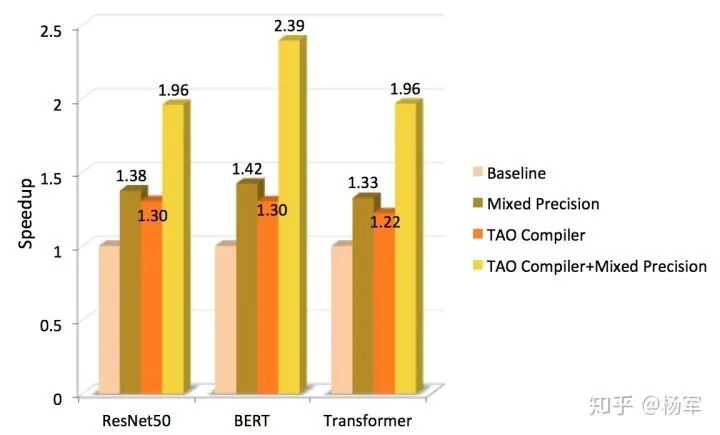 2.5
2
1.5
1
0.5
0
Speedup
1.38
1.30
1.96
1.42
1.30
2.39
1.33
1.22
1.96
ResNet50
BERT
Transformer
Baseline
Mixed Precision
TAO Compiler
TAO Compiler+Mixed Precision
知乎 @杨军